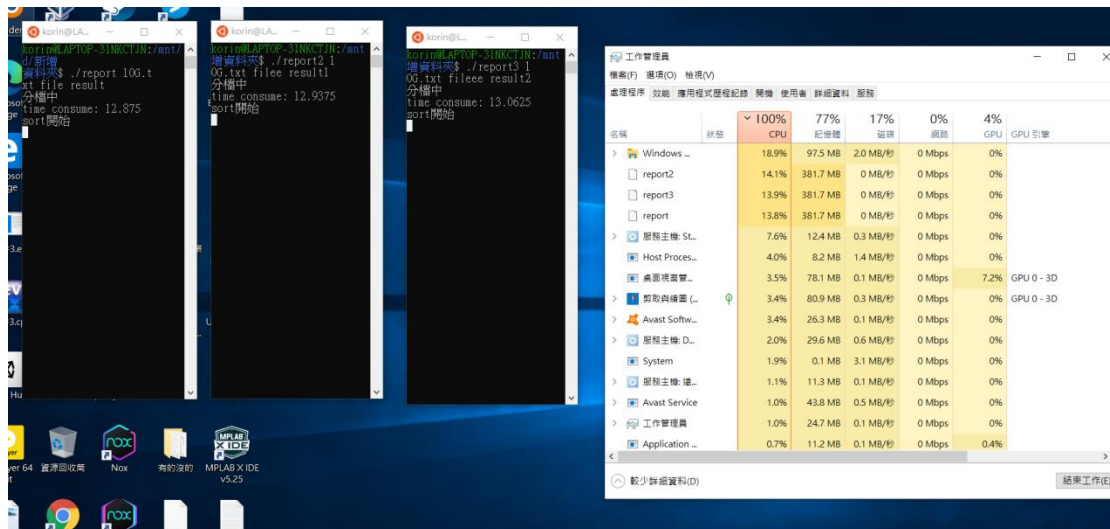 korin@LA...
korin@LAPTOP-31NKCTJN:/mnt/
d/新增
資料夾$ ./report 10G.t
xt file result
分檔中
time consume: 12.875
sort開始
korin@LA...
korin@LAPTOP-31NKCTJN:/mnt
增資料夾$ ./report2 1
0G.txt filee result1
分檔中
time consume: 12.9375
sort開始
korin@L...
korin@LAPTOP-31NKCTJN:/mnt
增資料夾$ ./report3 1
0G.txt fileee result2
分檔中
time consume: 13.0625
sort開始
工作管理員
檔案(F) 選項(O) 檢視(V)
處理程序 效能 應用程式歷程記錄 開機 使用者 詳細資料 服務
100% 77% 17% 0% 4%
名稱 狀態 CPU 記憶體 磁碟 網路 GPU GPU 引擎
Windows ... 18.9% 97.5 MB 2.0 MB/秒 0 Mbps 0%
report2 14.1% 381.7 MB 0 MB/秒 0 Mbps 0%
report3 13.9% 381.7 MB 0 MB/秒 0 Mbps 0%
report 13.8% 381.7 MB 0 MB/秒 0 Mbps 0%
服務主機: St... 7.6% 12.4 MB 0.3 MB/秒 0 Mbps 0%
Host Proces... 4.0% 8.2 MB 1.4 MB/秒 0 Mbps 0%
桌面視窗管... 3.5% 78.1 MB 0.1 MB/秒 0 Mbps 7.2% GPU 0 - 3D
剪取與繪圖 (... 3.4% 80.9 MB 0.3 MB/秒 0 Mbps 0% GPU 0 - 3D
Avast Softw... 3.4% 26.3 MB 0.1 MB/秒 0 Mbps 0%
服務主機: D... 2.0% 29.6 MB 0.6 MB/秒 0 Mbps 0%
System 1.9% 0.1 MB 3.1 MB/秒 0 Mbps 0%
服務主機: 遠... 1.1% 11.3 MB 0.1 MB/秒 0 Mbps 0%
Avast Service 1.0% 43.8 MB 0.5 MB/秒 0 Mbps 0%
工作管理員 1.0% 24.7 MB 0.1 MB/秒 0 Mbps 0%
Application ... 0.7% 11.2 MB 0.1 MB/秒 0 Mbps 0.4%
較少詳細資料(D)
結束工作(E)
MPLAB
X IDE
nox
yer 64 資源回收筒 Nox 有的沒的 MPLAB X IDE
v5.25
nox